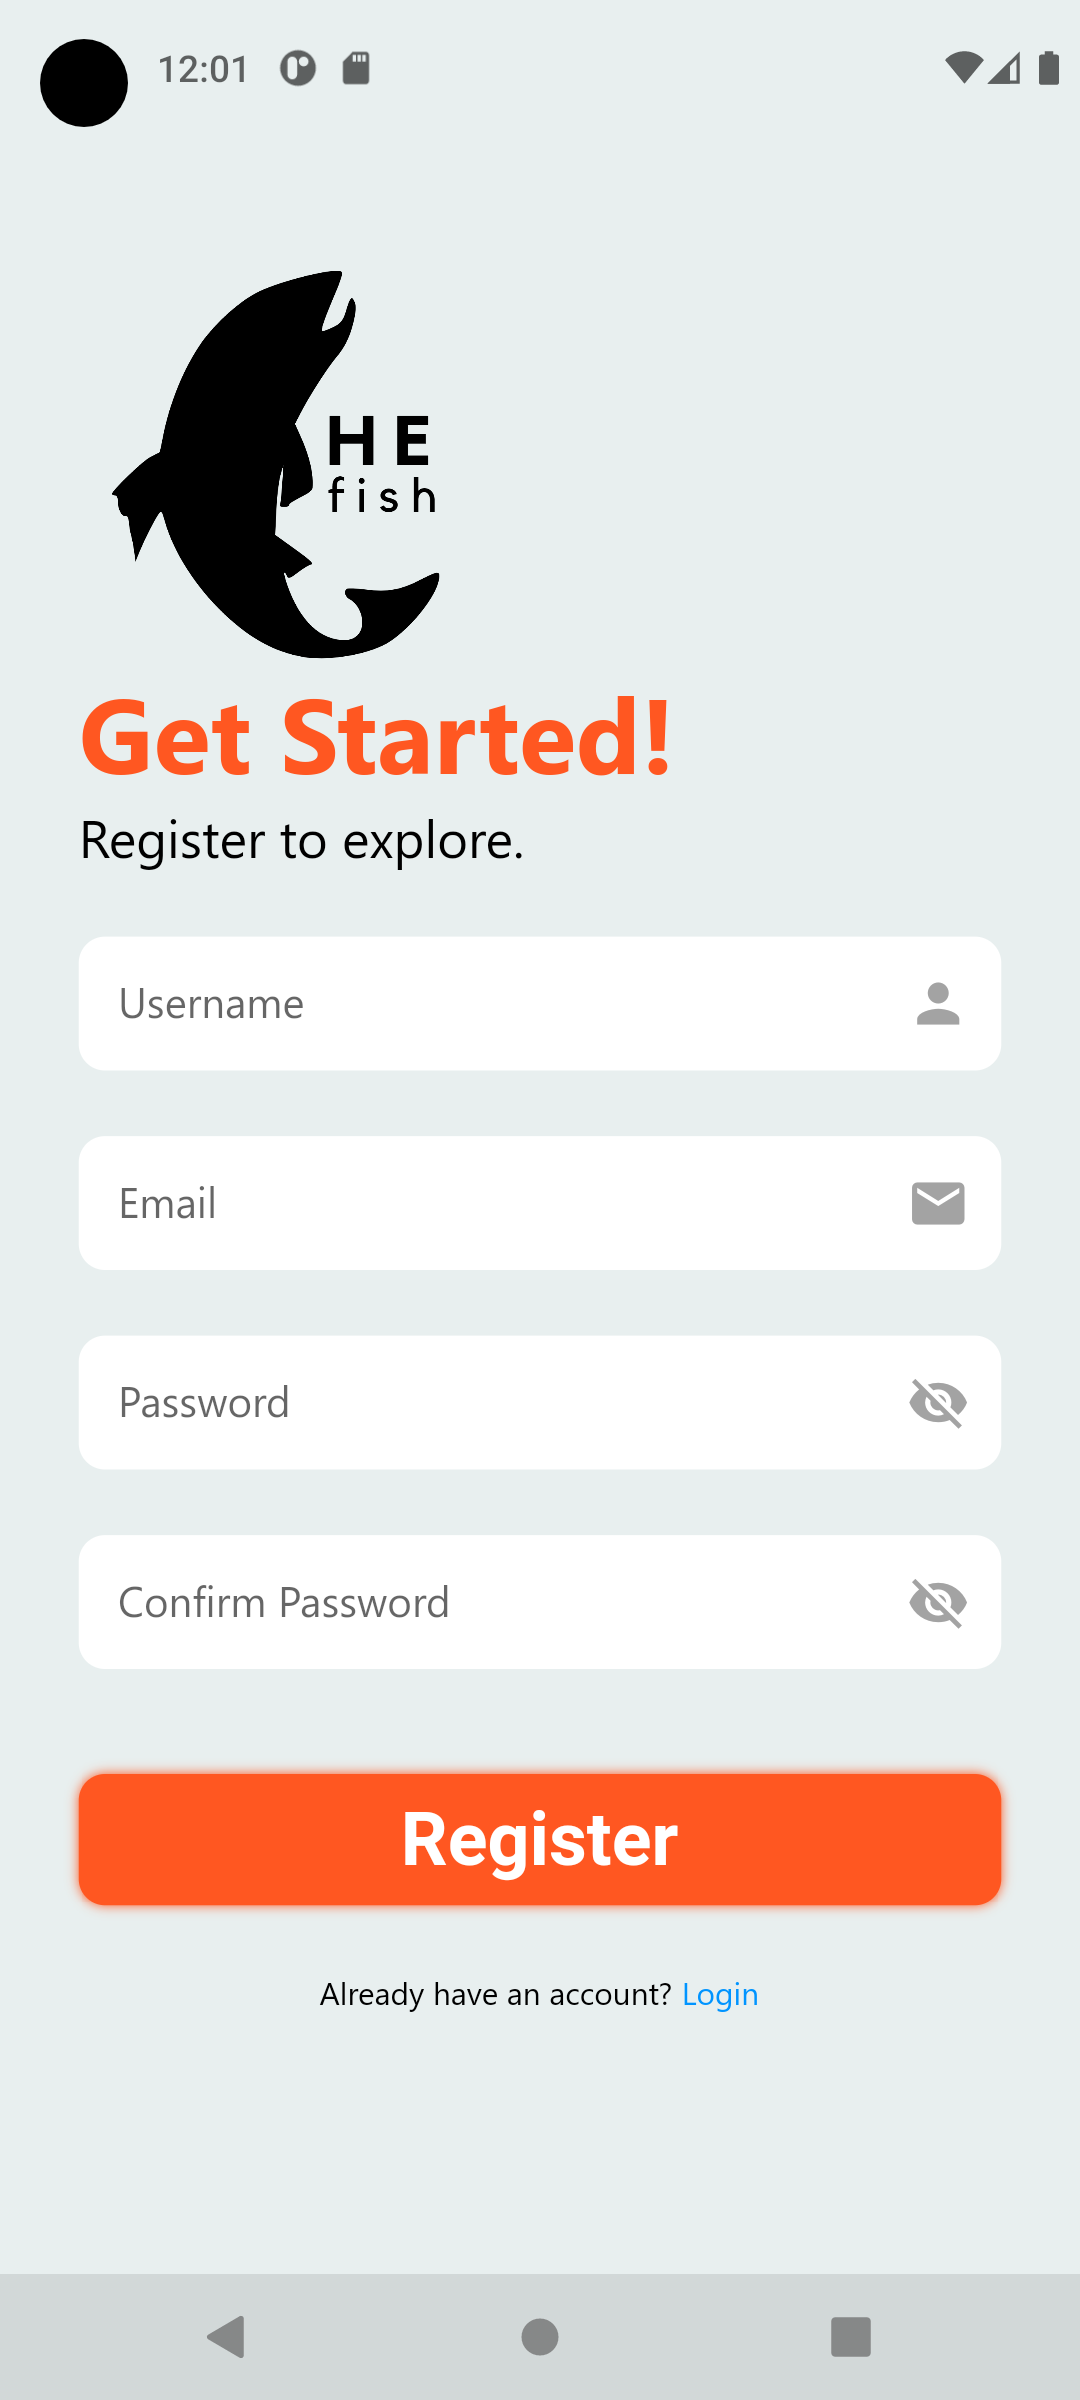 12:01
HE
fish
Get Started!
Register to explore.
Username
Email
Password
Confirm Password
Register
Already have an account? Login